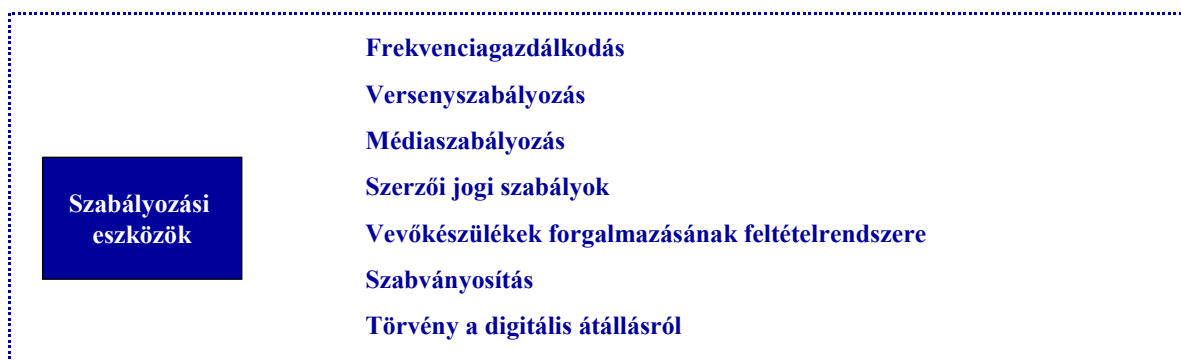 Frekvenciagazdálkodás
Versenyszabályozás
Médiaszabályozás
Szerzői jogi szabályok
Szabályozási
eszközök
Vevőkészülékek forgalmazásának feltételrendszere
Szabványosítás
Törvény a digitális átállásról